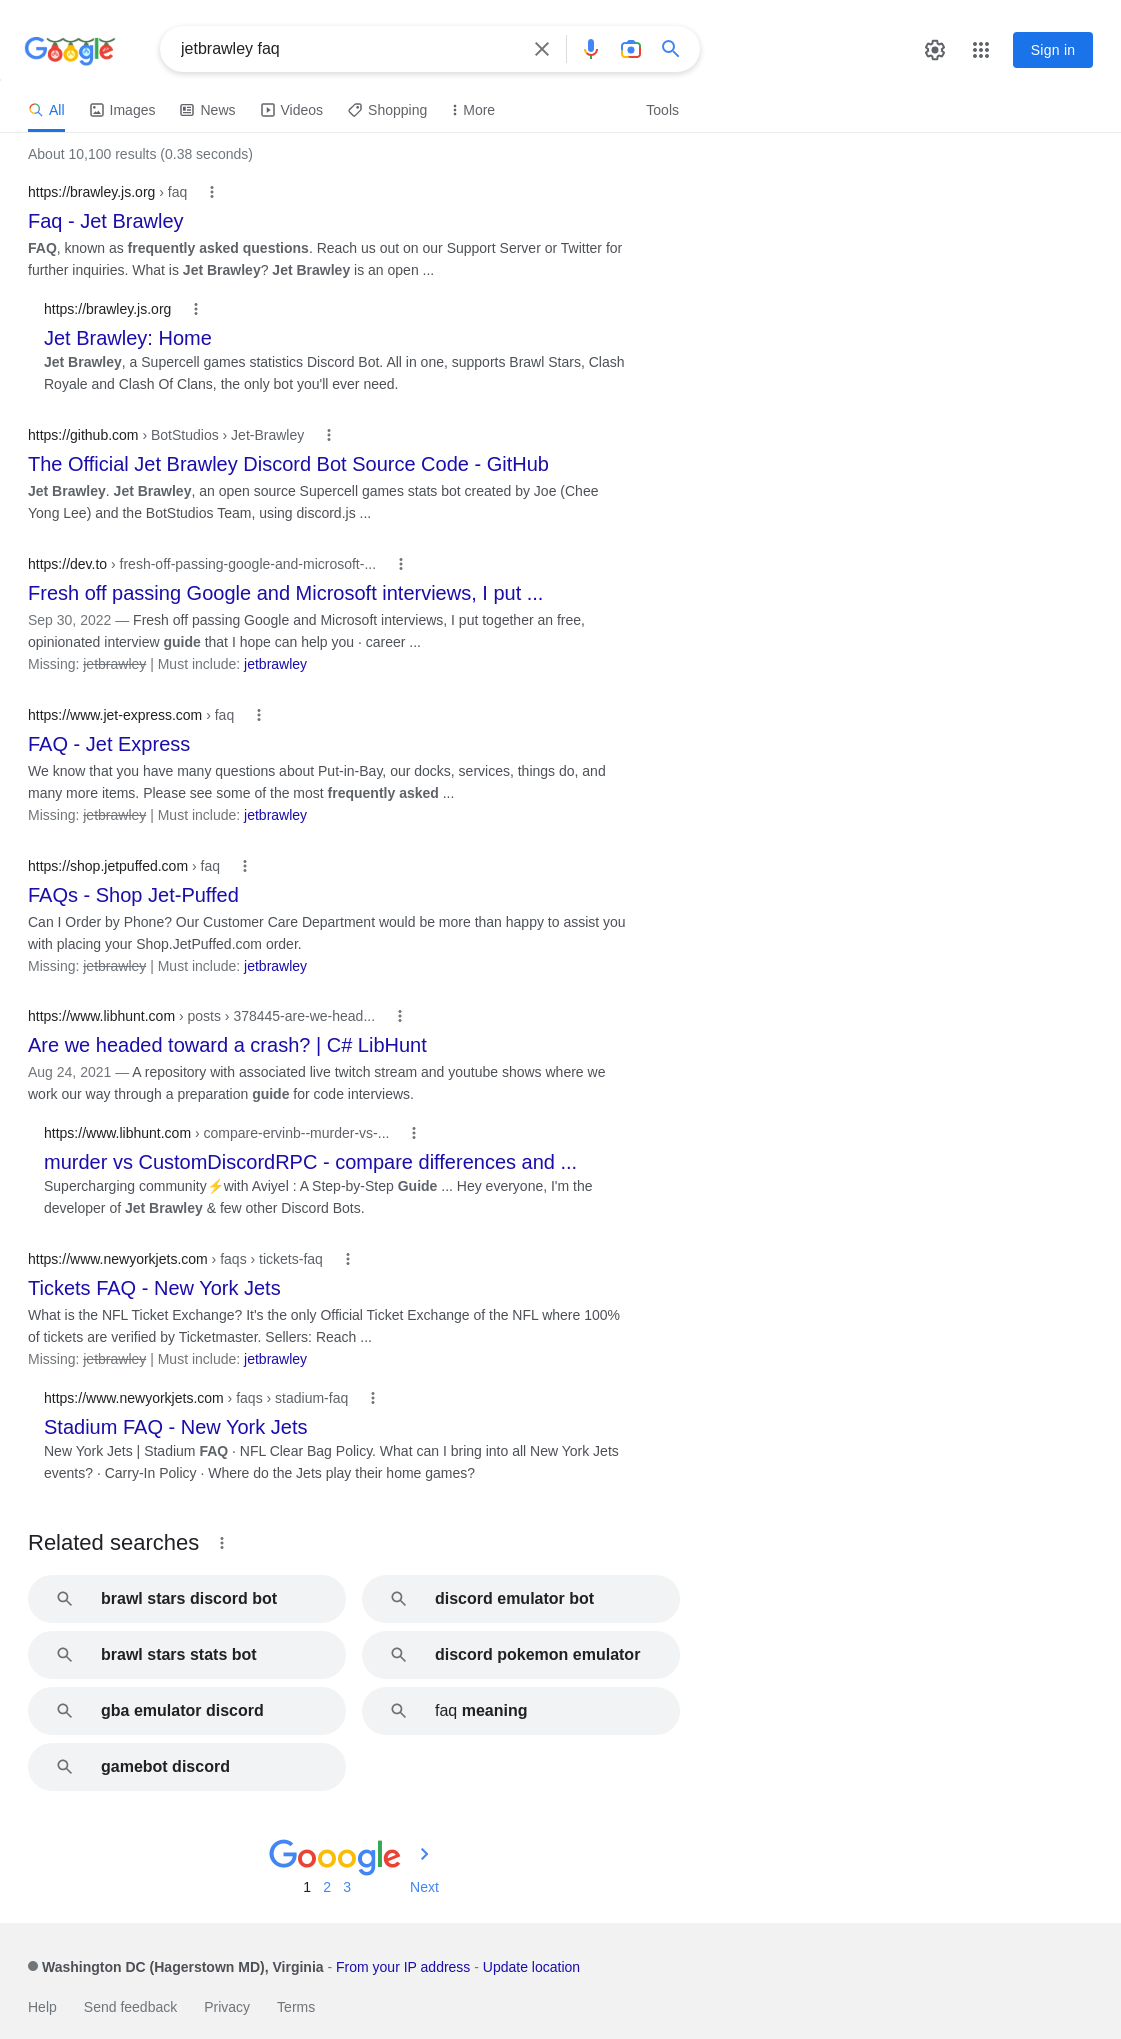 Google
jetbrawley faq
Sign in
All
Images
News
Videos
Shopping
More
Tools
About 10,100 results (0.38 seconds)
https://brawley.js.org › faq
Faq - Jet Brawley
FAQ, known as frequently asked questions. Reach us out on our Support Server or Twitter for
further inquiries. What is Jet Brawley? Jet Brawley is an open ...
https://brawley.js.org
Jet Brawley: Home
Jet Brawley, a Supercell games statistics Discord Bot. All in one, supports Brawl Stars, Clash
Royale and Clash Of Clans, the only bot you'll ever need.
https://github.com › BotStudios › Jet-Brawley
The Official Jet Brawley Discord Bot Source Code - GitHub
Jet Brawley. Jet Brawley, an open source Supercell games stats bot created by Joe (Chee
Yong Lee) and the BotStudios Team, using discord.js ...
https://dev.to › fresh-off-passing-google-and-microsoft-...
Fresh off passing Google and Microsoft interviews, I put ...
Sep 30, 2022 — Fresh off passing Google and Microsoft interviews, I put together an free,
opinionated interview guide that I hope can help you · career ...
Missing: jetbrawley | Must include: jetbrawley
https://www.jet-express.com › faq
FAQ - Jet Express
We know that you have many questions about Put-in-Bay, our docks, services, things do, and
many more items. Please see some of the most frequently asked ...
Missing: jetbrawley | Must include: jetbrawley
https://shop.jetpuffed.com › faq
FAQs - Shop Jet-Puffed
Can I Order by Phone? Our Customer Care Department would be more than happy to assist you
with placing your Shop.JetPuffed.com order.
Missing: jetbrawley | Must include: jetbrawley
https://www.libhunt.com › posts › 378445-are-we-head...
Are we headed toward a crash? | C# LibHunt
Aug 24, 2021 — A repository with associated live twitch stream and youtube shows where we
work our way through a preparation guide for code interviews.
https://www.libhunt.com › compare-ervinb--murder-vs-...
murder vs CustomDiscordRPC - compare differences and ...
Supercharging community⚡with Aviyel : A Step-by-Step Guide ... Hey everyone, I'm the
developer of Jet Brawley & few other Discord Bots.
https://www.newyorkjets.com › faqs › tickets-faq
Tickets FAQ - New York Jets
What is the NFL Ticket Exchange? It's the only Official Ticket Exchange of the NFL where 100%
of tickets are verified by Ticketmaster. Sellers: Reach ...
Missing: jetbrawley | Must include: jetbrawley
https://www.newyorkjets.com › faqs › stadium-faq
Stadium FAQ - New York Jets
New York Jets | Stadium FAQ · NFL Clear Bag Policy. What can I bring into all New York Jets
events? · Carry-In Policy · Where do the Jets play their home games?
Related searches
brawl stars discord bot
discord emulator bot
brawl stars stats bot
discord pokemon emulator
gba emulator discord
faq meaning
gamebot discord
Gooogle
1 2 3 Next
Washington DC (Hagerstown MD), Virginia - From your IP address - Update location
Help Send feedback Privacy Terms